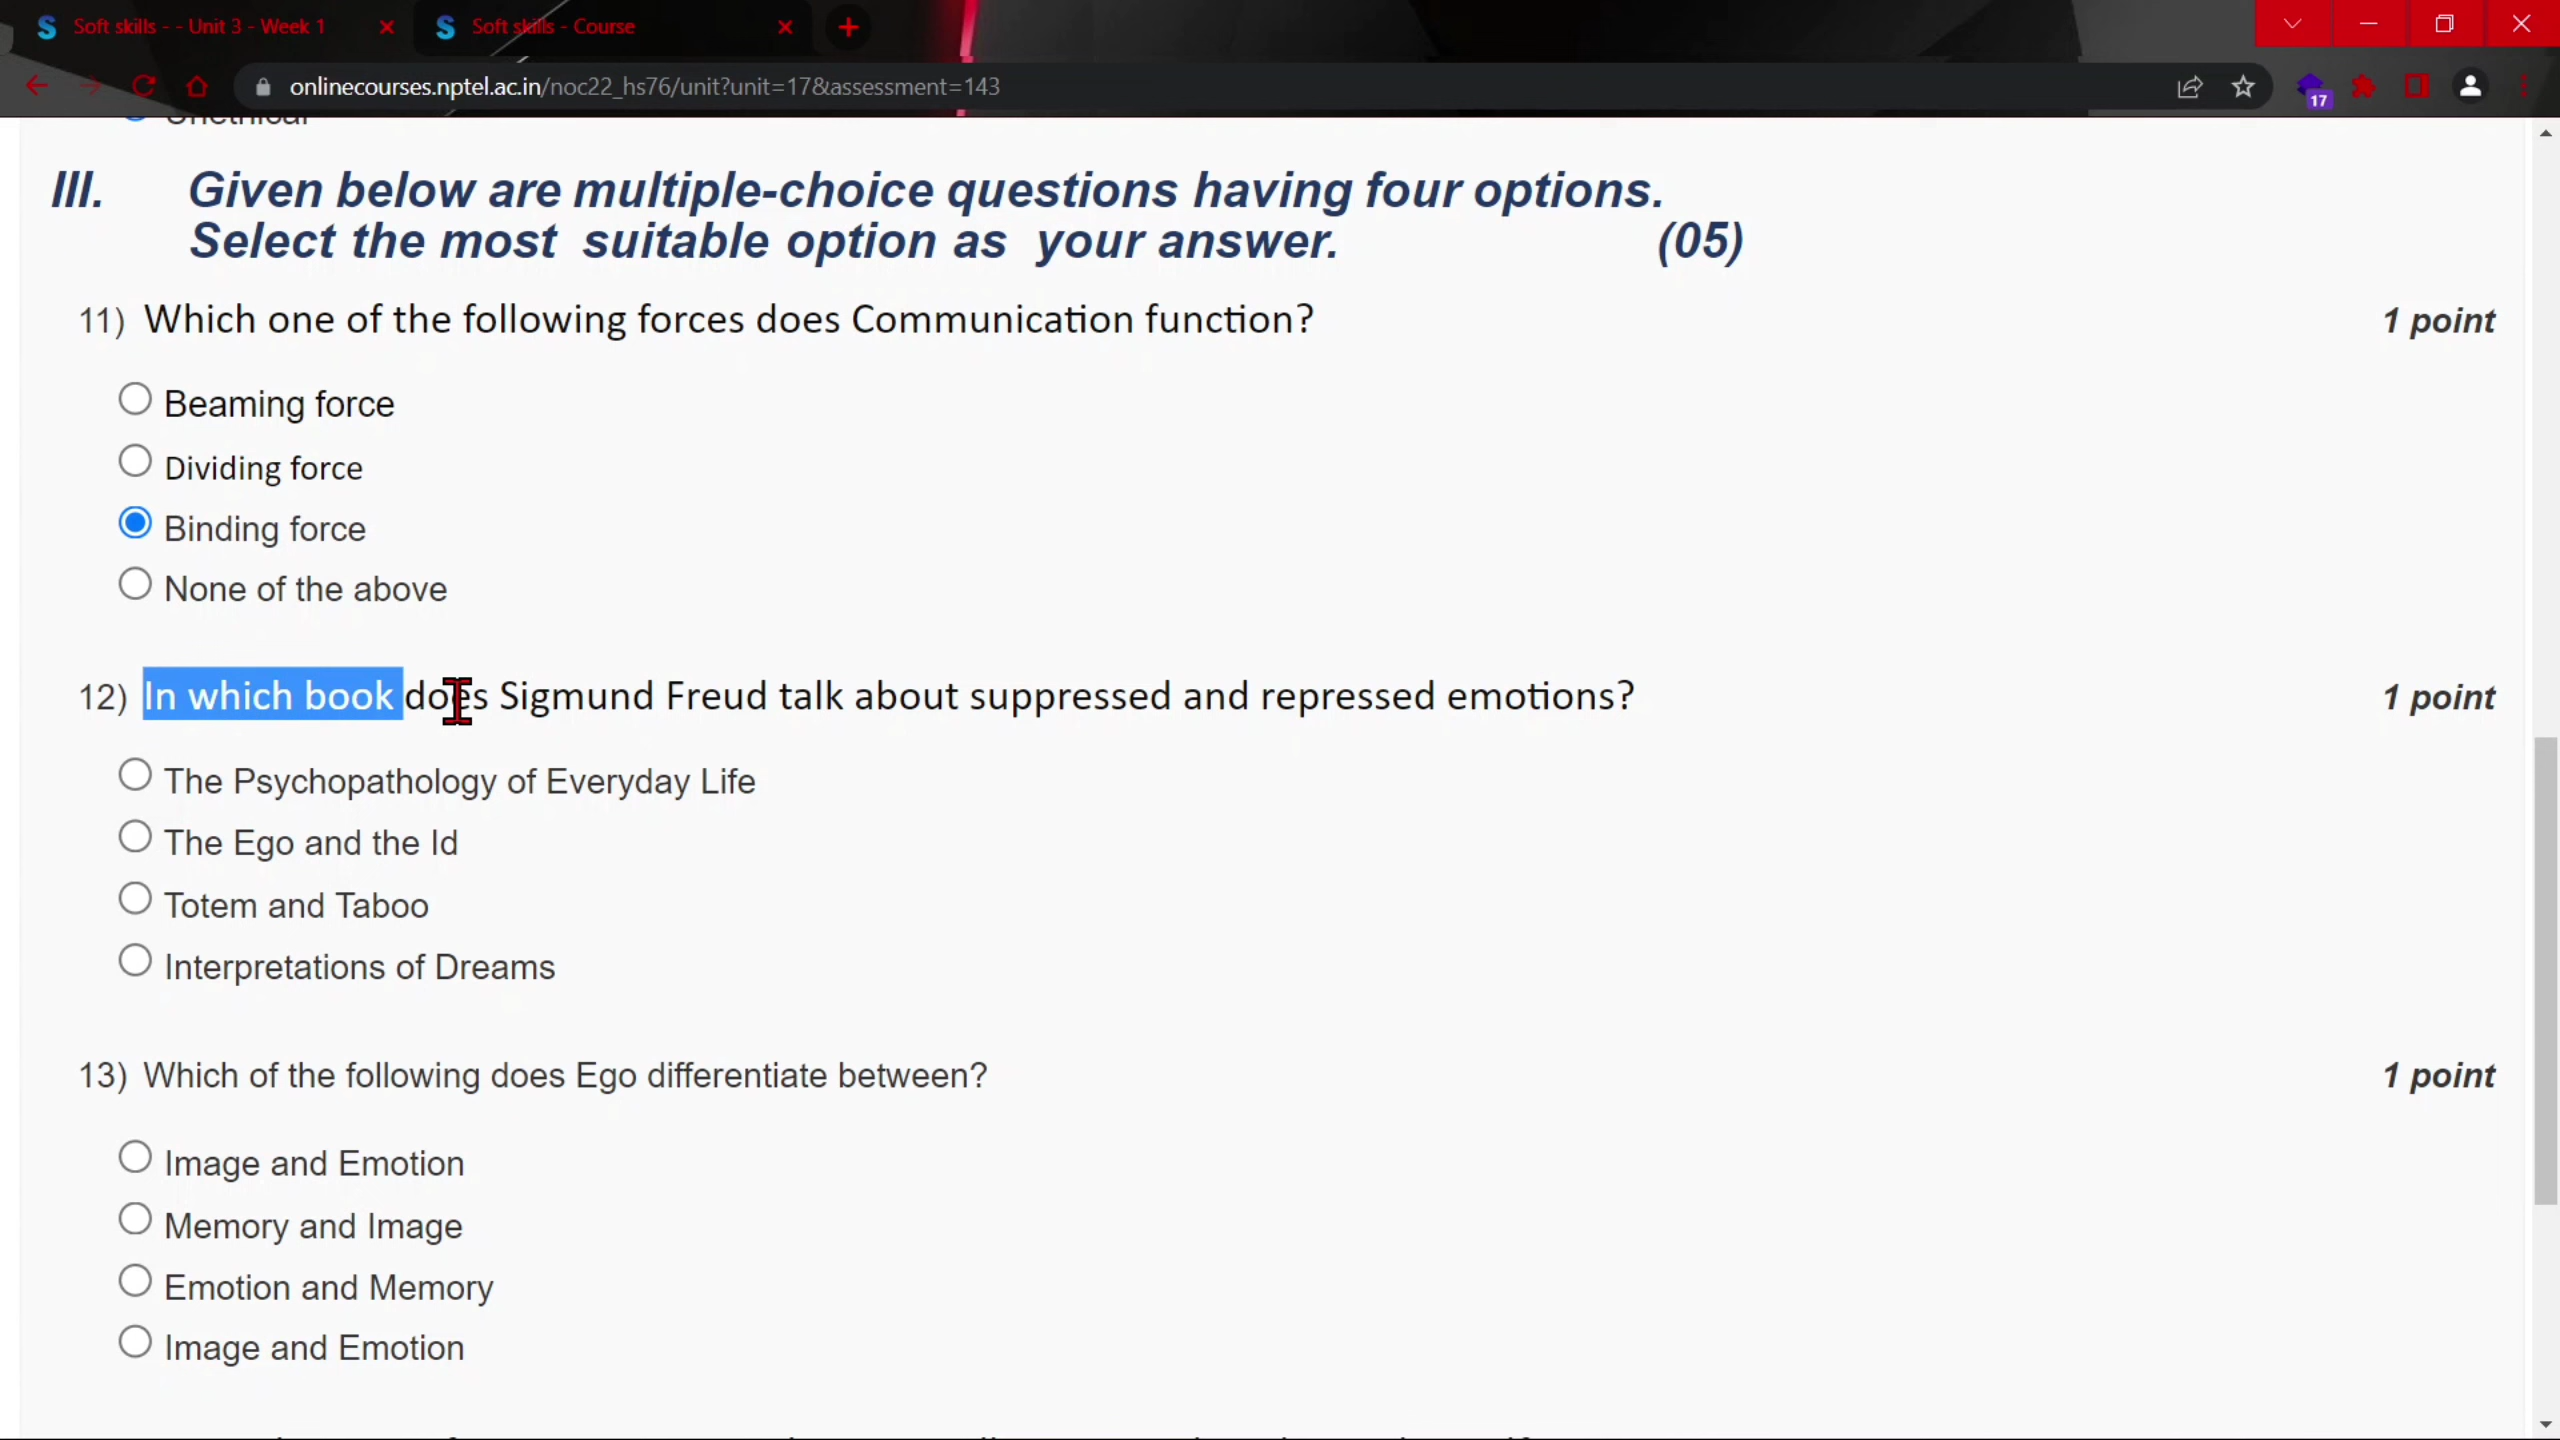 Soft skills - - Unit 3 - Week 1
Soft skills - Course
onlinecourses.nptel.ac.in/noc22_hs76/unit?unit=17&assessment=143
17
Unethical
III. Given below are multiple-choice questions having four options.
Select the most suitable option as your answer. (05)
11) Which one of the following forces does Communication function? 1 point
Beaming force
Dividing force
Binding force
None of the above
12) In which book does Sigmund Freud talk about suppressed and repressed emotions? 1 point
The Psychopathology of Everyday Life
The Ego and the Id
Totem and Taboo
Interpretations of Dreams
13) Which of the following does Ego differentiate between? 1 point
Image and Emotion
Memory and Image
Emotion and Memory
Image and Emotion